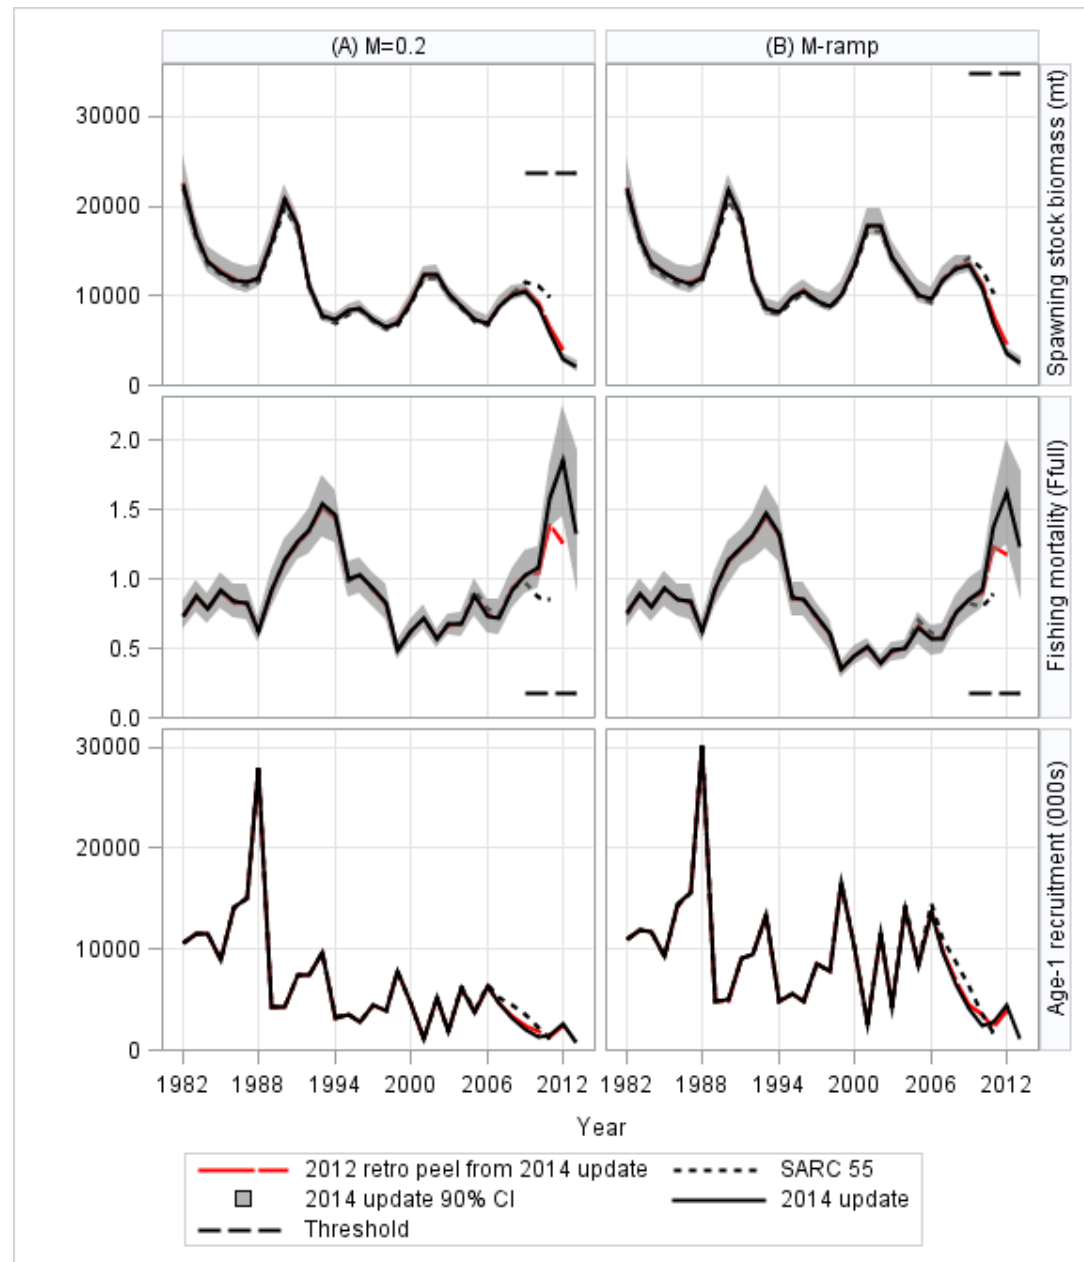 (A) M=0.2
(B) M-ramp
30000
20000
10000
0
Spawning stock biomass (mt)
2.0
1.5
1.0
0.5
0.0
Fishing mortality (Ffull)
30000
20000
10000
0
Age-1 recruitment (000s)
1982 1988 1994 2000 2006 2012
1982 1988 1994 2000 2006 2012
Year
2012 retro peel from 2014 update
SARC 55
2014 update 90% CI
2014 update
Threshold